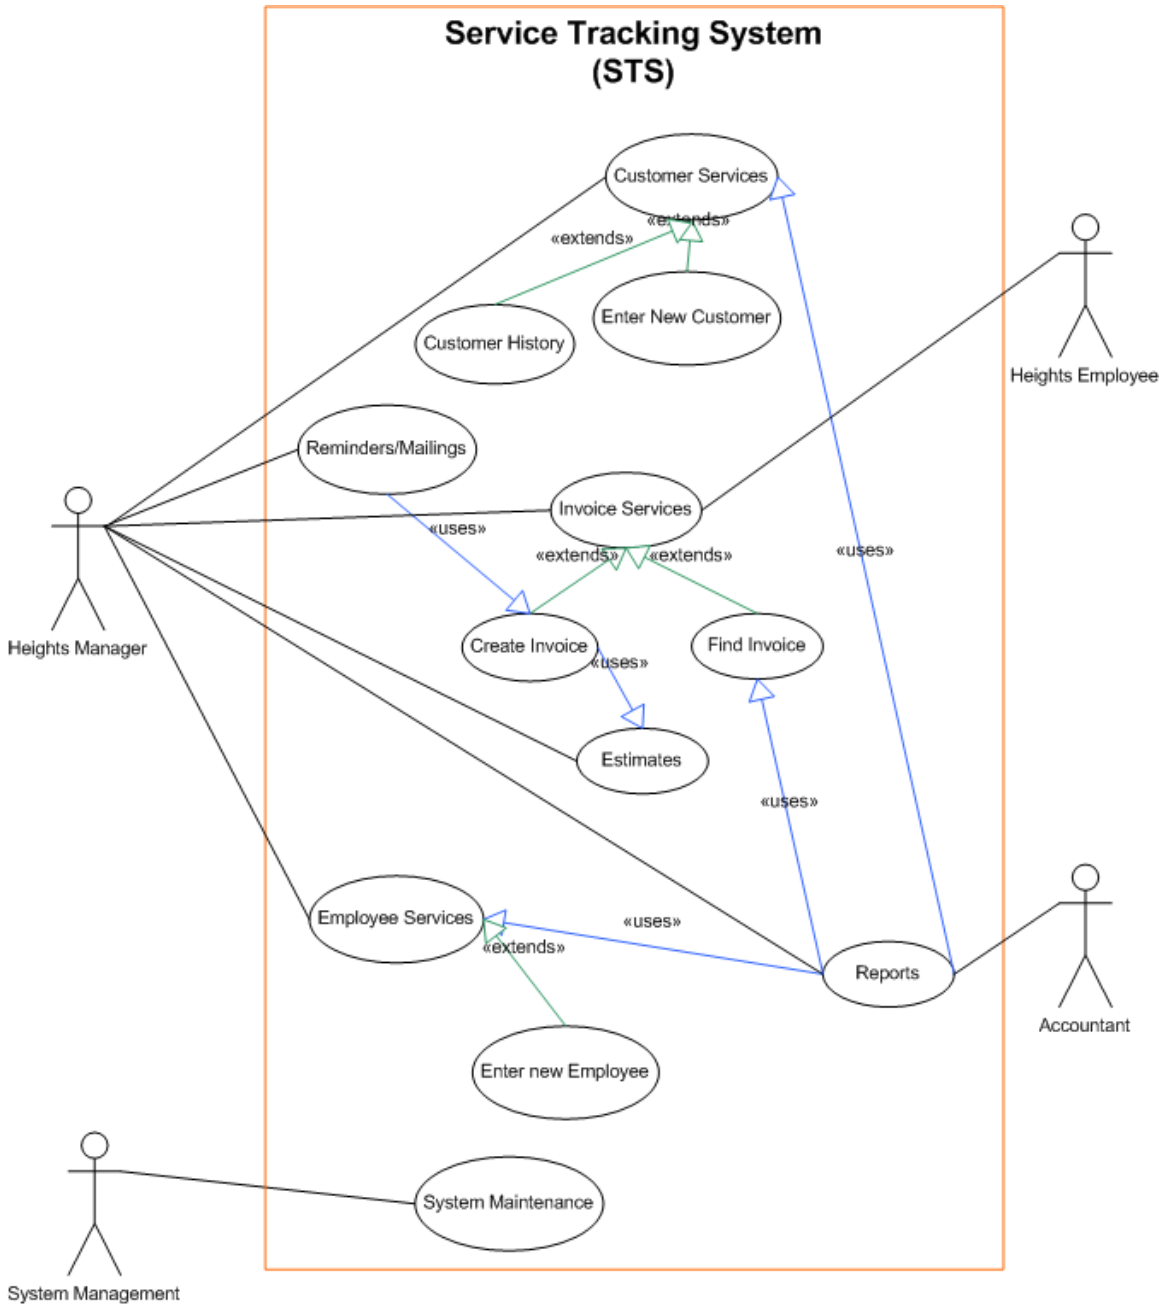 Service Tracking System
(STS)
Customer Services
«extends»
«extends»
Enter New Customer
Customer History
Heights Employee
Reminders/Mailings
Invoice Services
«uses»
«extends»
«extends»
«uses»
Heights Manager
Create Invoice
Find Invoice
«uses»
Estimates
«uses»
Employee Services
«uses»
«extends»
Reports
Accountant
Enter new Employee
System Maintenance
System Management